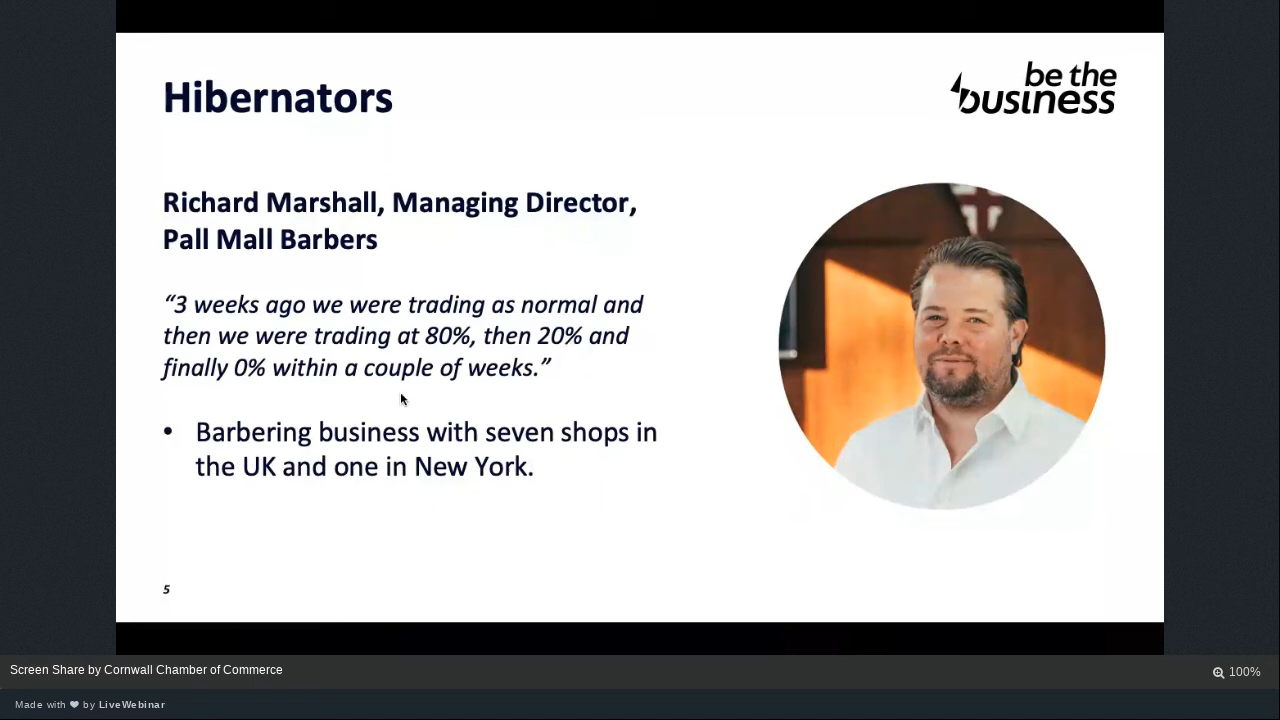 Hibernators
be the
business
Richard Marshall, Managing Director,
Pall Mall Barbers
“3 weeks ago we were trading as normal and
then we were trading at 80%, then 20% and
finally 0% within a couple of weeks.”
• Barbering business with seven shops in
the UK and one in New York.
5
Screen Share by Cornwall Chamber of Commerce
100%
Made with ❤ by LiveWebinar